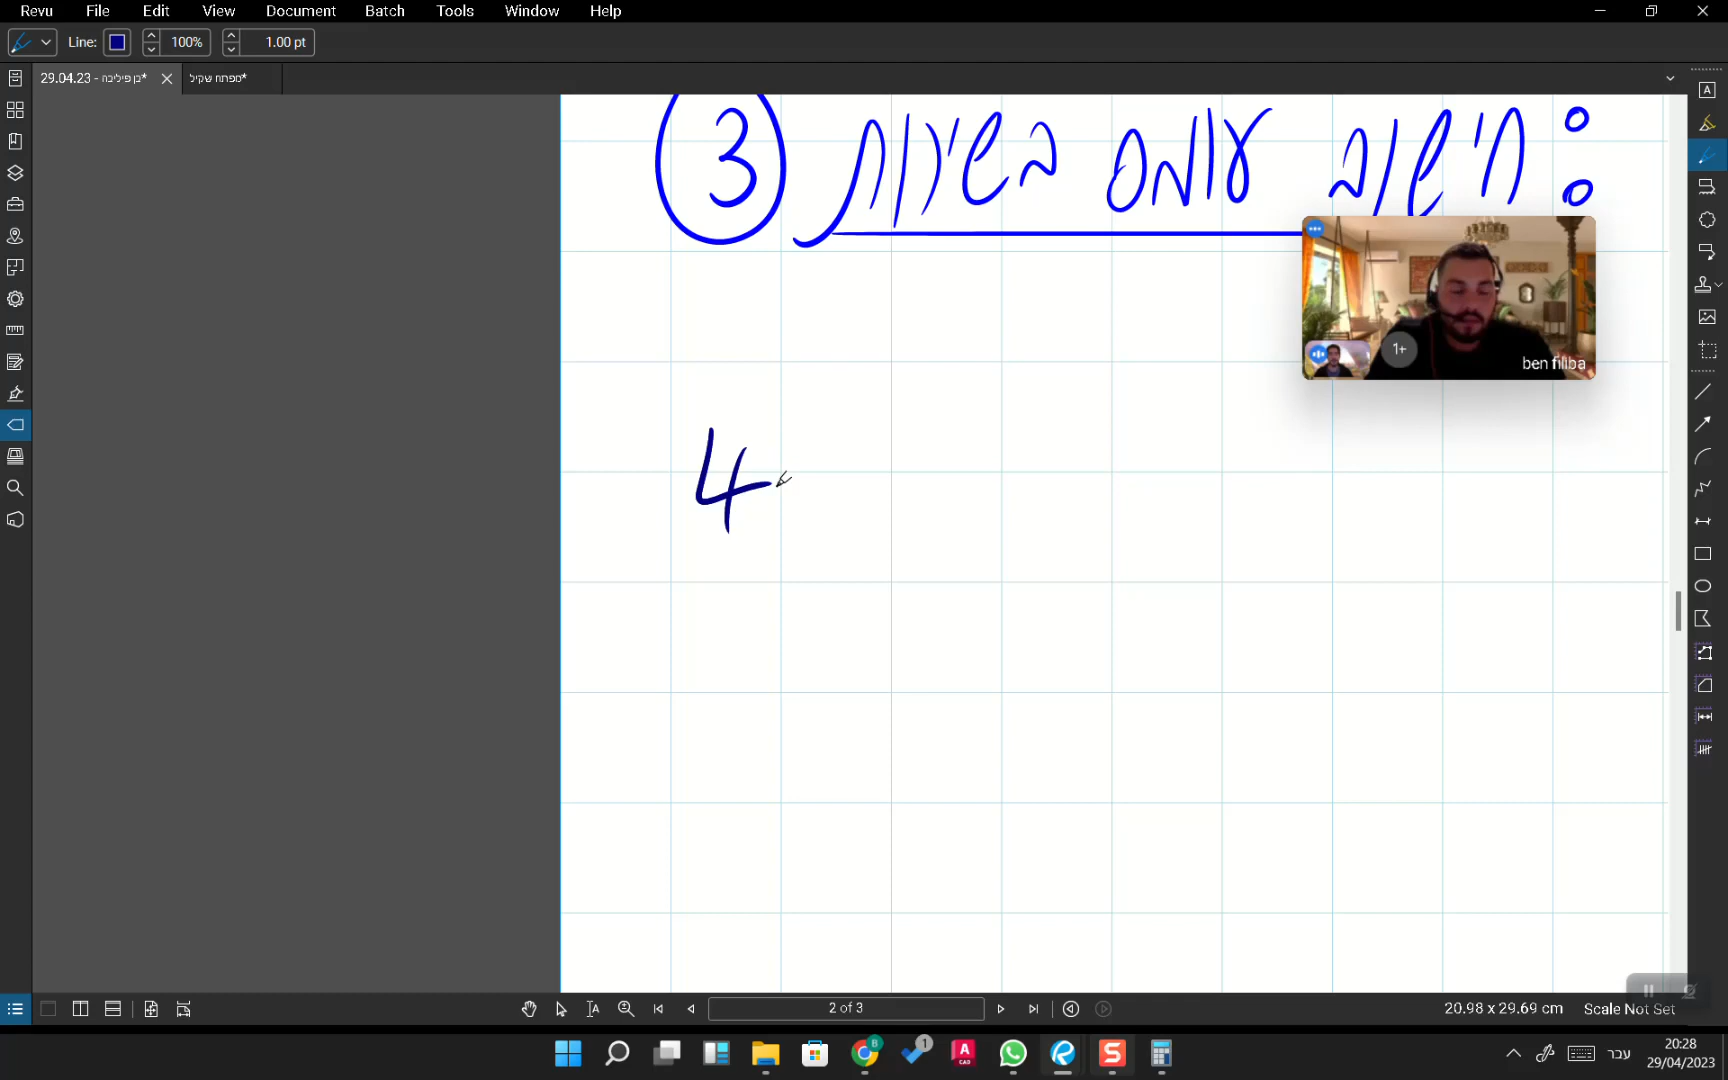 Revu File Edit View Document Batch Tools Window Help
Line: 100% 1.00 pt
29.04.23 - בן פיליבה* מפתח שקיל*
חישוב עומס בשירות : 3
ben filiba
1+
4
2 of 3
20.98 x 29.69 cm Scale Not Set
עבר
20:28
29/04/2023